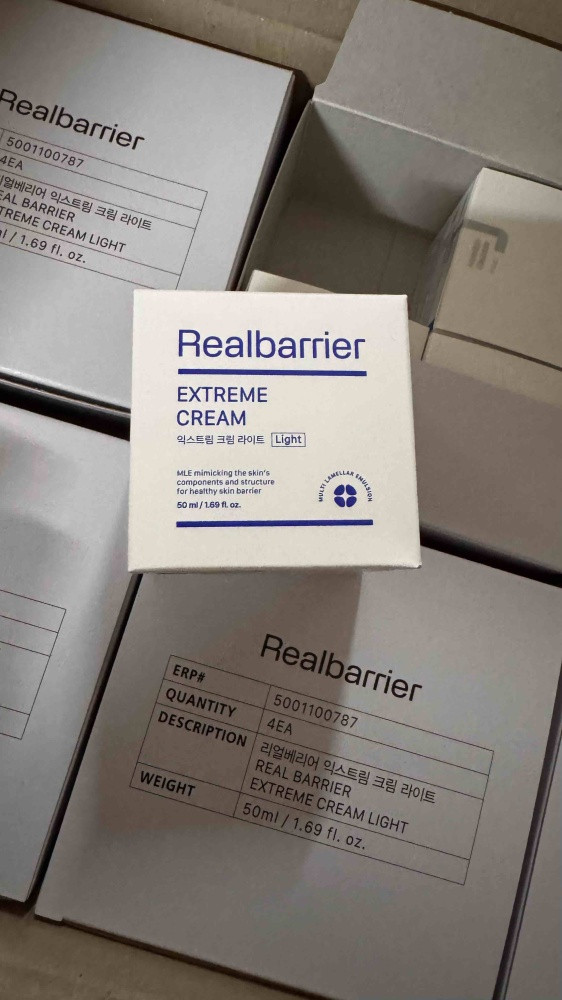 Realbarrier
5001100787
4EA
리얼베리어 익스트림 크림 라이트
REAL BARRIER
EXTREME CREAM LIGHT
/ 1.69 fl. oz.
Realbarrier
EXTREME
CREAM
익스트림 크림 라이트 Light
MLE mimicking the skin's
components and structure
for healthy skin barrier
50 ml / 1.69 fl. oz.
MULTI LAMELLAR EMULSION
Realbarrier
ERP# 5001100787
QUANTITY 4EA
DESCRIPTION 리얼베리어 익스트림 크림 라이트
REAL BARRIER
EXTREME CREAM LIGHT
WEIGHT 50ml / 1.69 fl. oz.